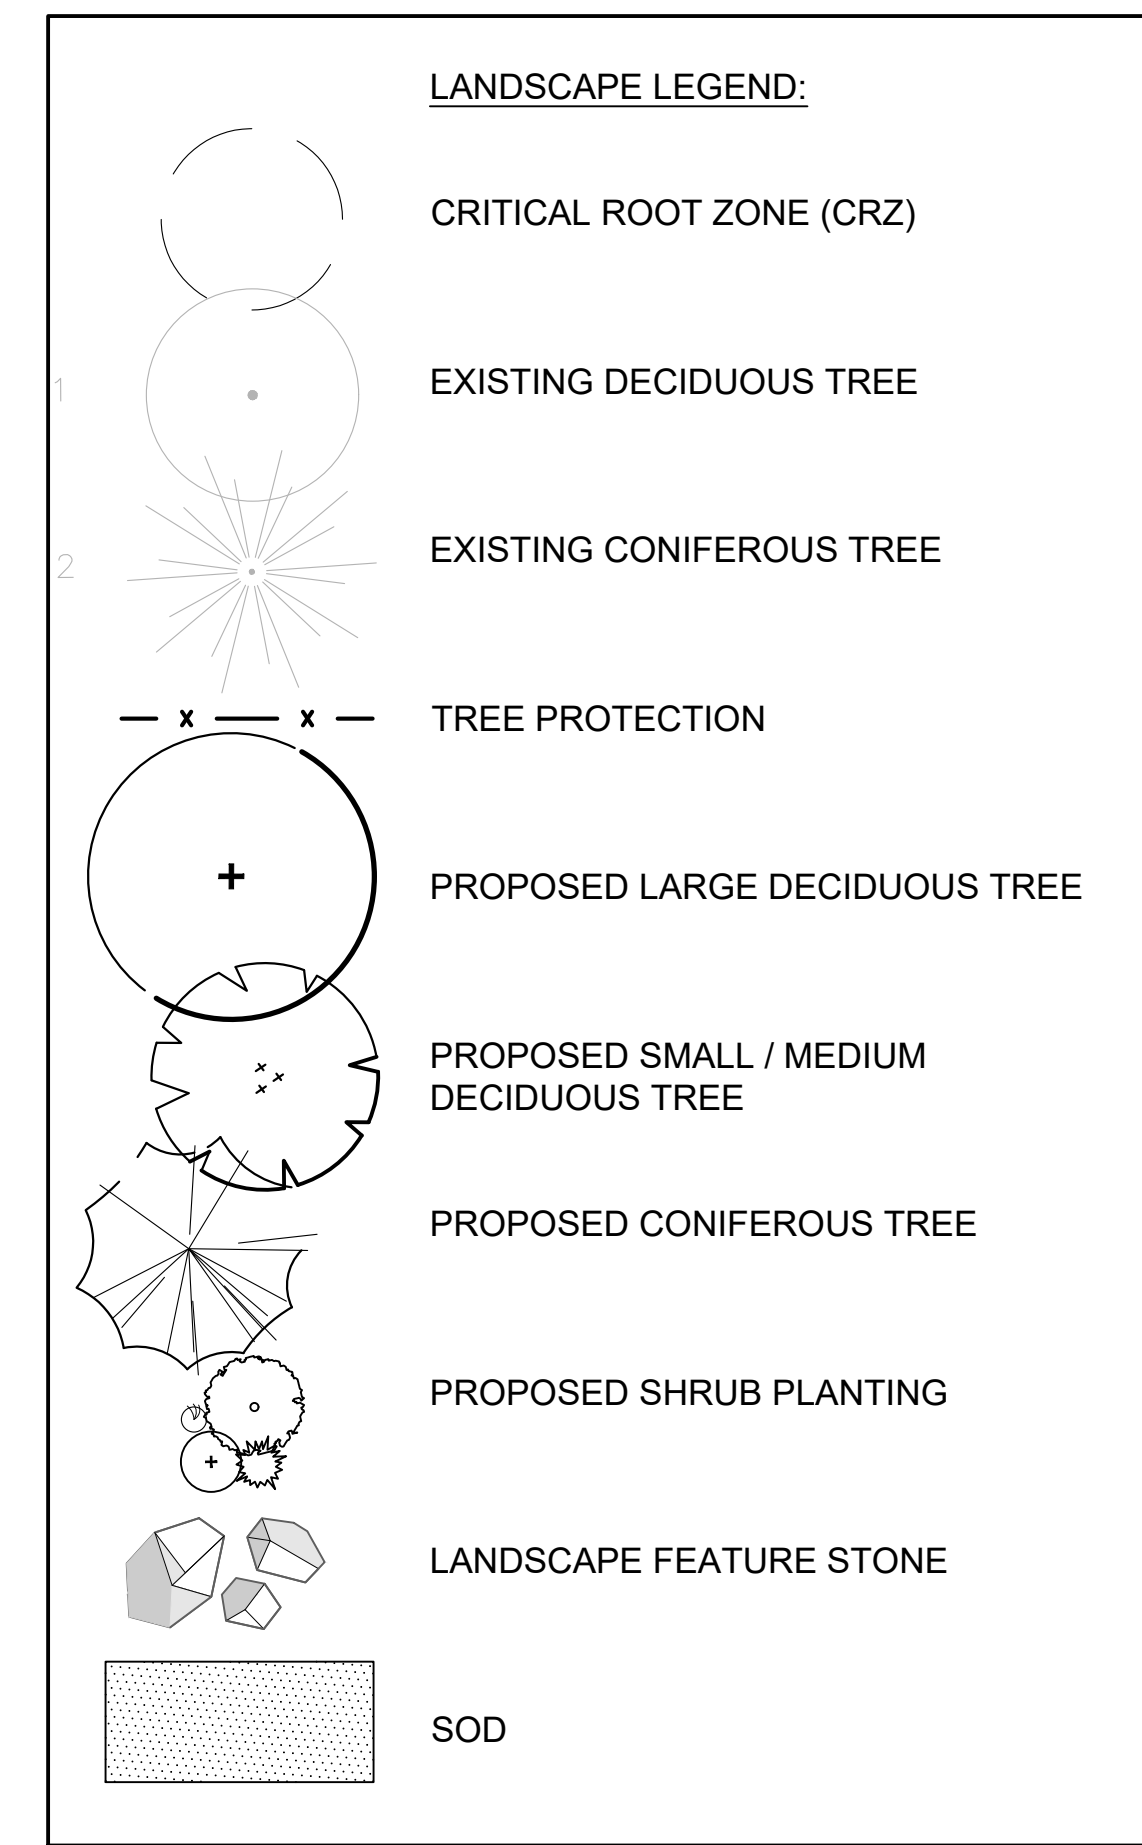 LANDSCAPE LEGEND:
CRITICAL ROOT ZONE (CRZ)
1 EXISTING DECIDUOUS TREE
2 EXISTING CONIFEROUS TREE
x x TREE PROTECTION
PROPOSED LARGE DECIDUOUS TREE
PROPOSED SMALL / MEDIUM
DECIDUOUS TREE
PROPOSED CONIFEROUS TREE
PROPOSED SHRUB PLANTING
LANDSCAPE FEATURE STONE
SOD